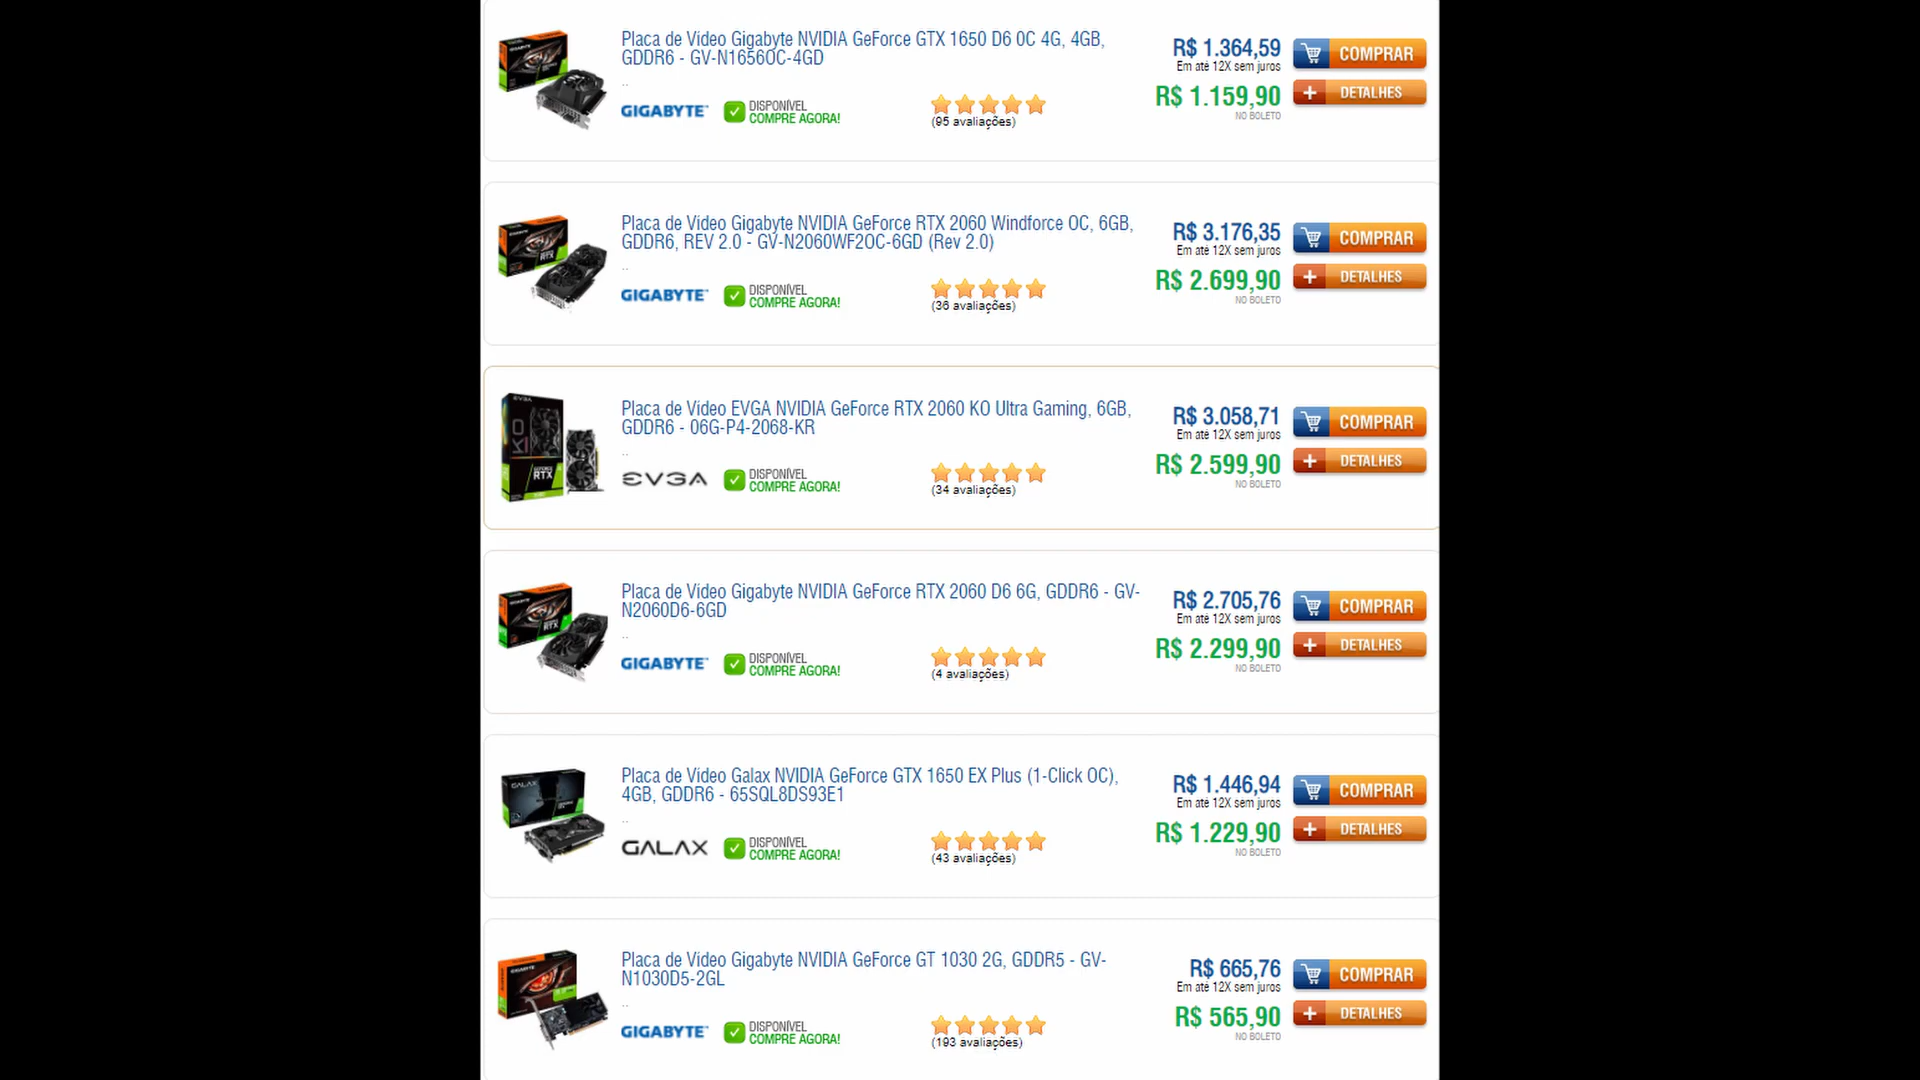 Placa de Vídeo Gigabyte NVIDIA GeForce GTX 1650 D6 OC 4G, 4GB,
GDDR6 - GV-N1656OC-4GD
..
GIGABYTE™
DISPONÍVEL
COMPRE AGORA!
(95 avaliações)
R$ 1.364,59
Em até 12X sem juros
R$ 1.159,90
NO BOLETO
COMPRAR
+ DETALHES
Placa de Vídeo Gigabyte NVIDIA GeForce RTX 2060 Windforce OC, 6GB,
GDDR6, REV 2.0 - GV-N2060WF2OC-6GD (Rev 2.0)
..
GIGABYTE™
DISPONÍVEL
COMPRE AGORA!
(36 avaliações)
R$ 3.176,35
Em até 12X sem juros
R$ 2.699,90
NO BOLETO
COMPRAR
+ DETALHES
Placa de Vídeo EVGA NVIDIA GeForce RTX 2060 KO Ultra Gaming, 6GB,
GDDR6 - 06G-P4-2068-KR
..
EVGA
DISPONÍVEL
COMPRE AGORA!
(34 avaliações)
R$ 3.058,71
Em até 12X sem juros
R$ 2.599,90
NO BOLETO
COMPRAR
+ DETALHES
Placa de Vídeo Gigabyte NVIDIA GeForce RTX 2060 D6 6G, GDDR6 - GV-
N2060D6-6GD
..
GIGABYTE™
DISPONÍVEL
COMPRE AGORA!
(4 avaliações)
R$ 2.705,76
Em até 12X sem juros
R$ 2.299,90
NO BOLETO
COMPRAR
+ DETALHES
Placa de Vídeo Galax NVIDIA GeForce GTX 1650 EX Plus (1-Click OC),
4GB, GDDR6 - 65SQL8DS93E1
..
GALAX
DISPONÍVEL
COMPRE AGORA!
(43 avaliações)
R$ 1.446,94
Em até 12X sem juros
R$ 1.229,90
NO BOLETO
COMPRAR
+ DETALHES
Placa de Vídeo Gigabyte NVIDIA GeForce GT 1030 2G, GDDR5 - GV-
N1030D5-2GL
..
GIGABYTE™
DISPONÍVEL
COMPRE AGORA!
(193 avaliações)
R$ 665,76
Em até 12X sem juros
R$ 565,90
NO BOLETO
COMPRAR
+ DETALHES